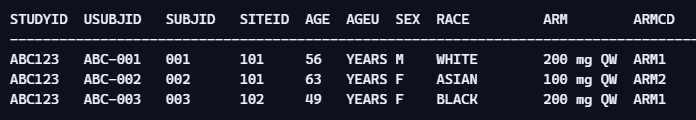 STUDYID  USUBJID   SUBJID   SITEID  AGE  AGEU  SEX  RACE         ARM        ARMCD
─────────────────────────────────────────────────────────────────────────────────────
ABC123   ABC-001   001      101     56   YEARS M    WHITE        200 mg QW  ARM1
ABC123   ABC-002   002      101     63   YEARS F    ASIAN        100 mg QW  ARM2
ABC123   ABC-003   003      102     49   YEARS F    BLACK        200 mg QW  ARM1